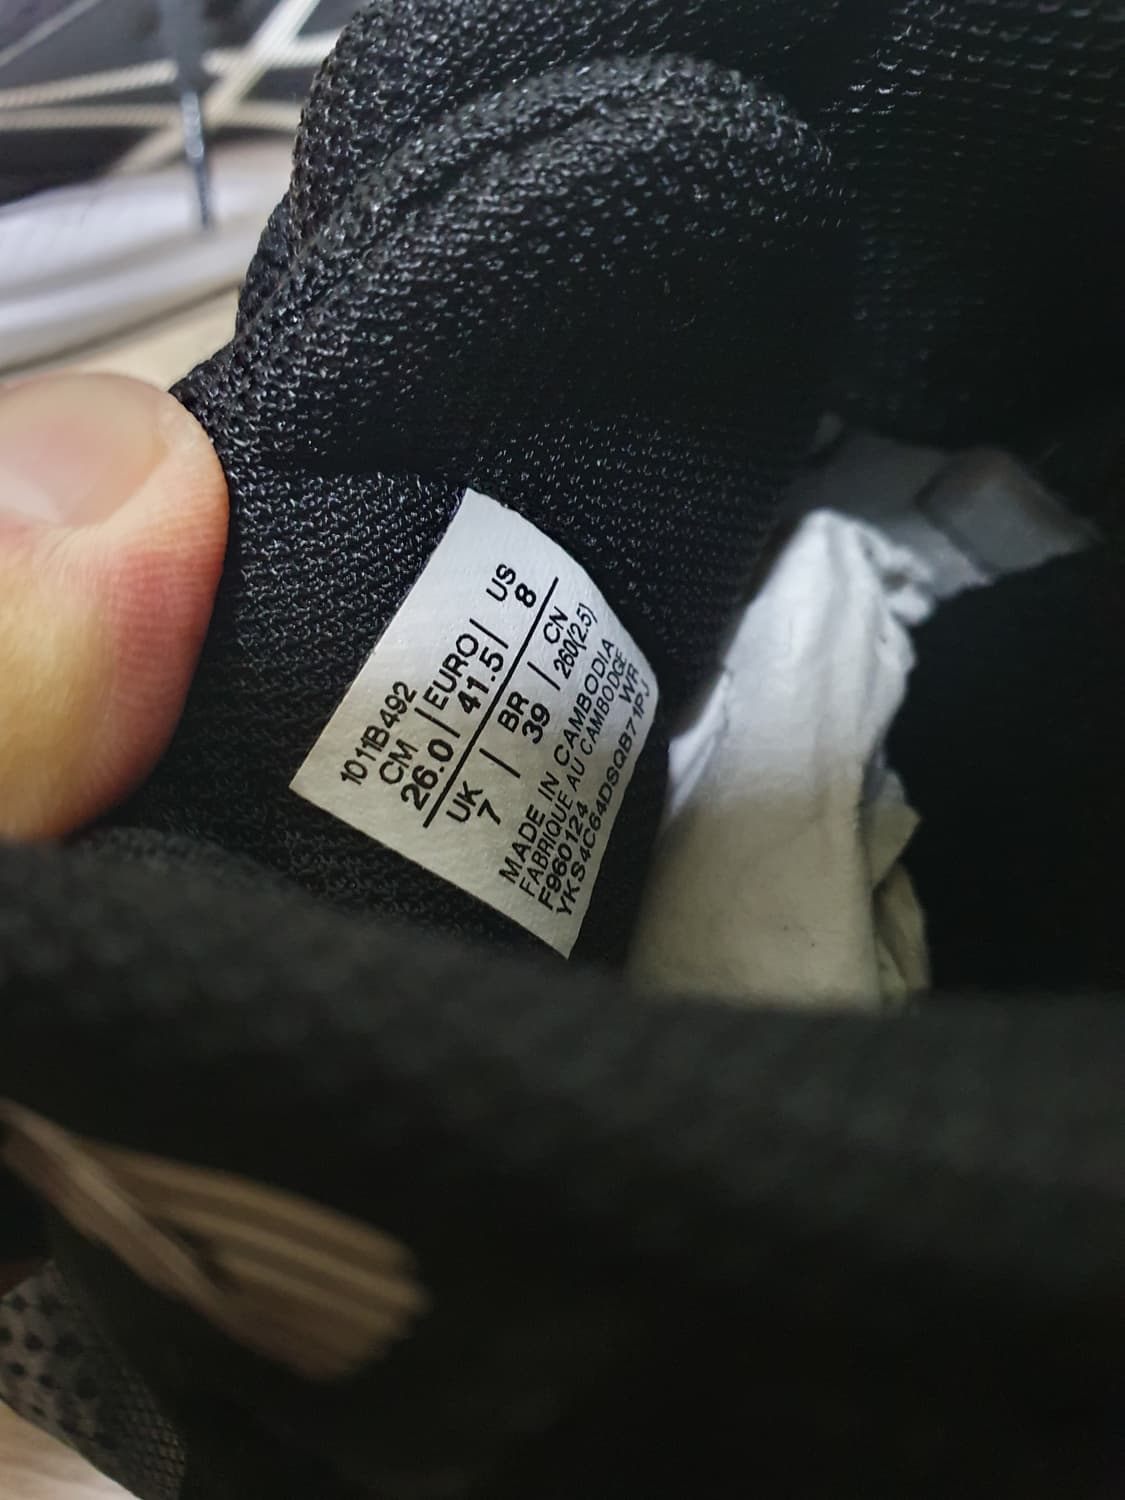 1011B492
CM | EURO | US
26.0 | 41.5 | 8
UK | BR | CN
7 | 39 | 260(2.5)
MADE IN CAMBODIA
FABRIQUE AU CAMBODGE
F960124 WR
YKS4C64DSQB71PJ